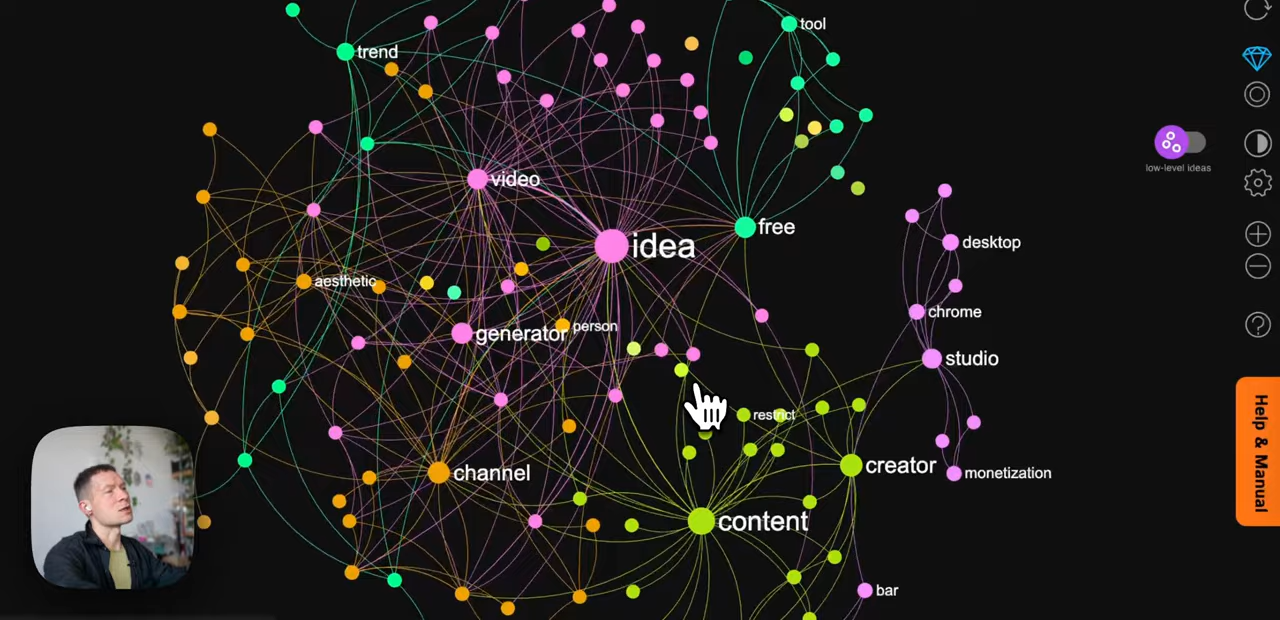 tool
trend
low-level ideas
video
free
idea
desktop
aesthetic
chrome
person
generator
studio
restrict
creator
channel
monetization
content
bar
Help & Manual